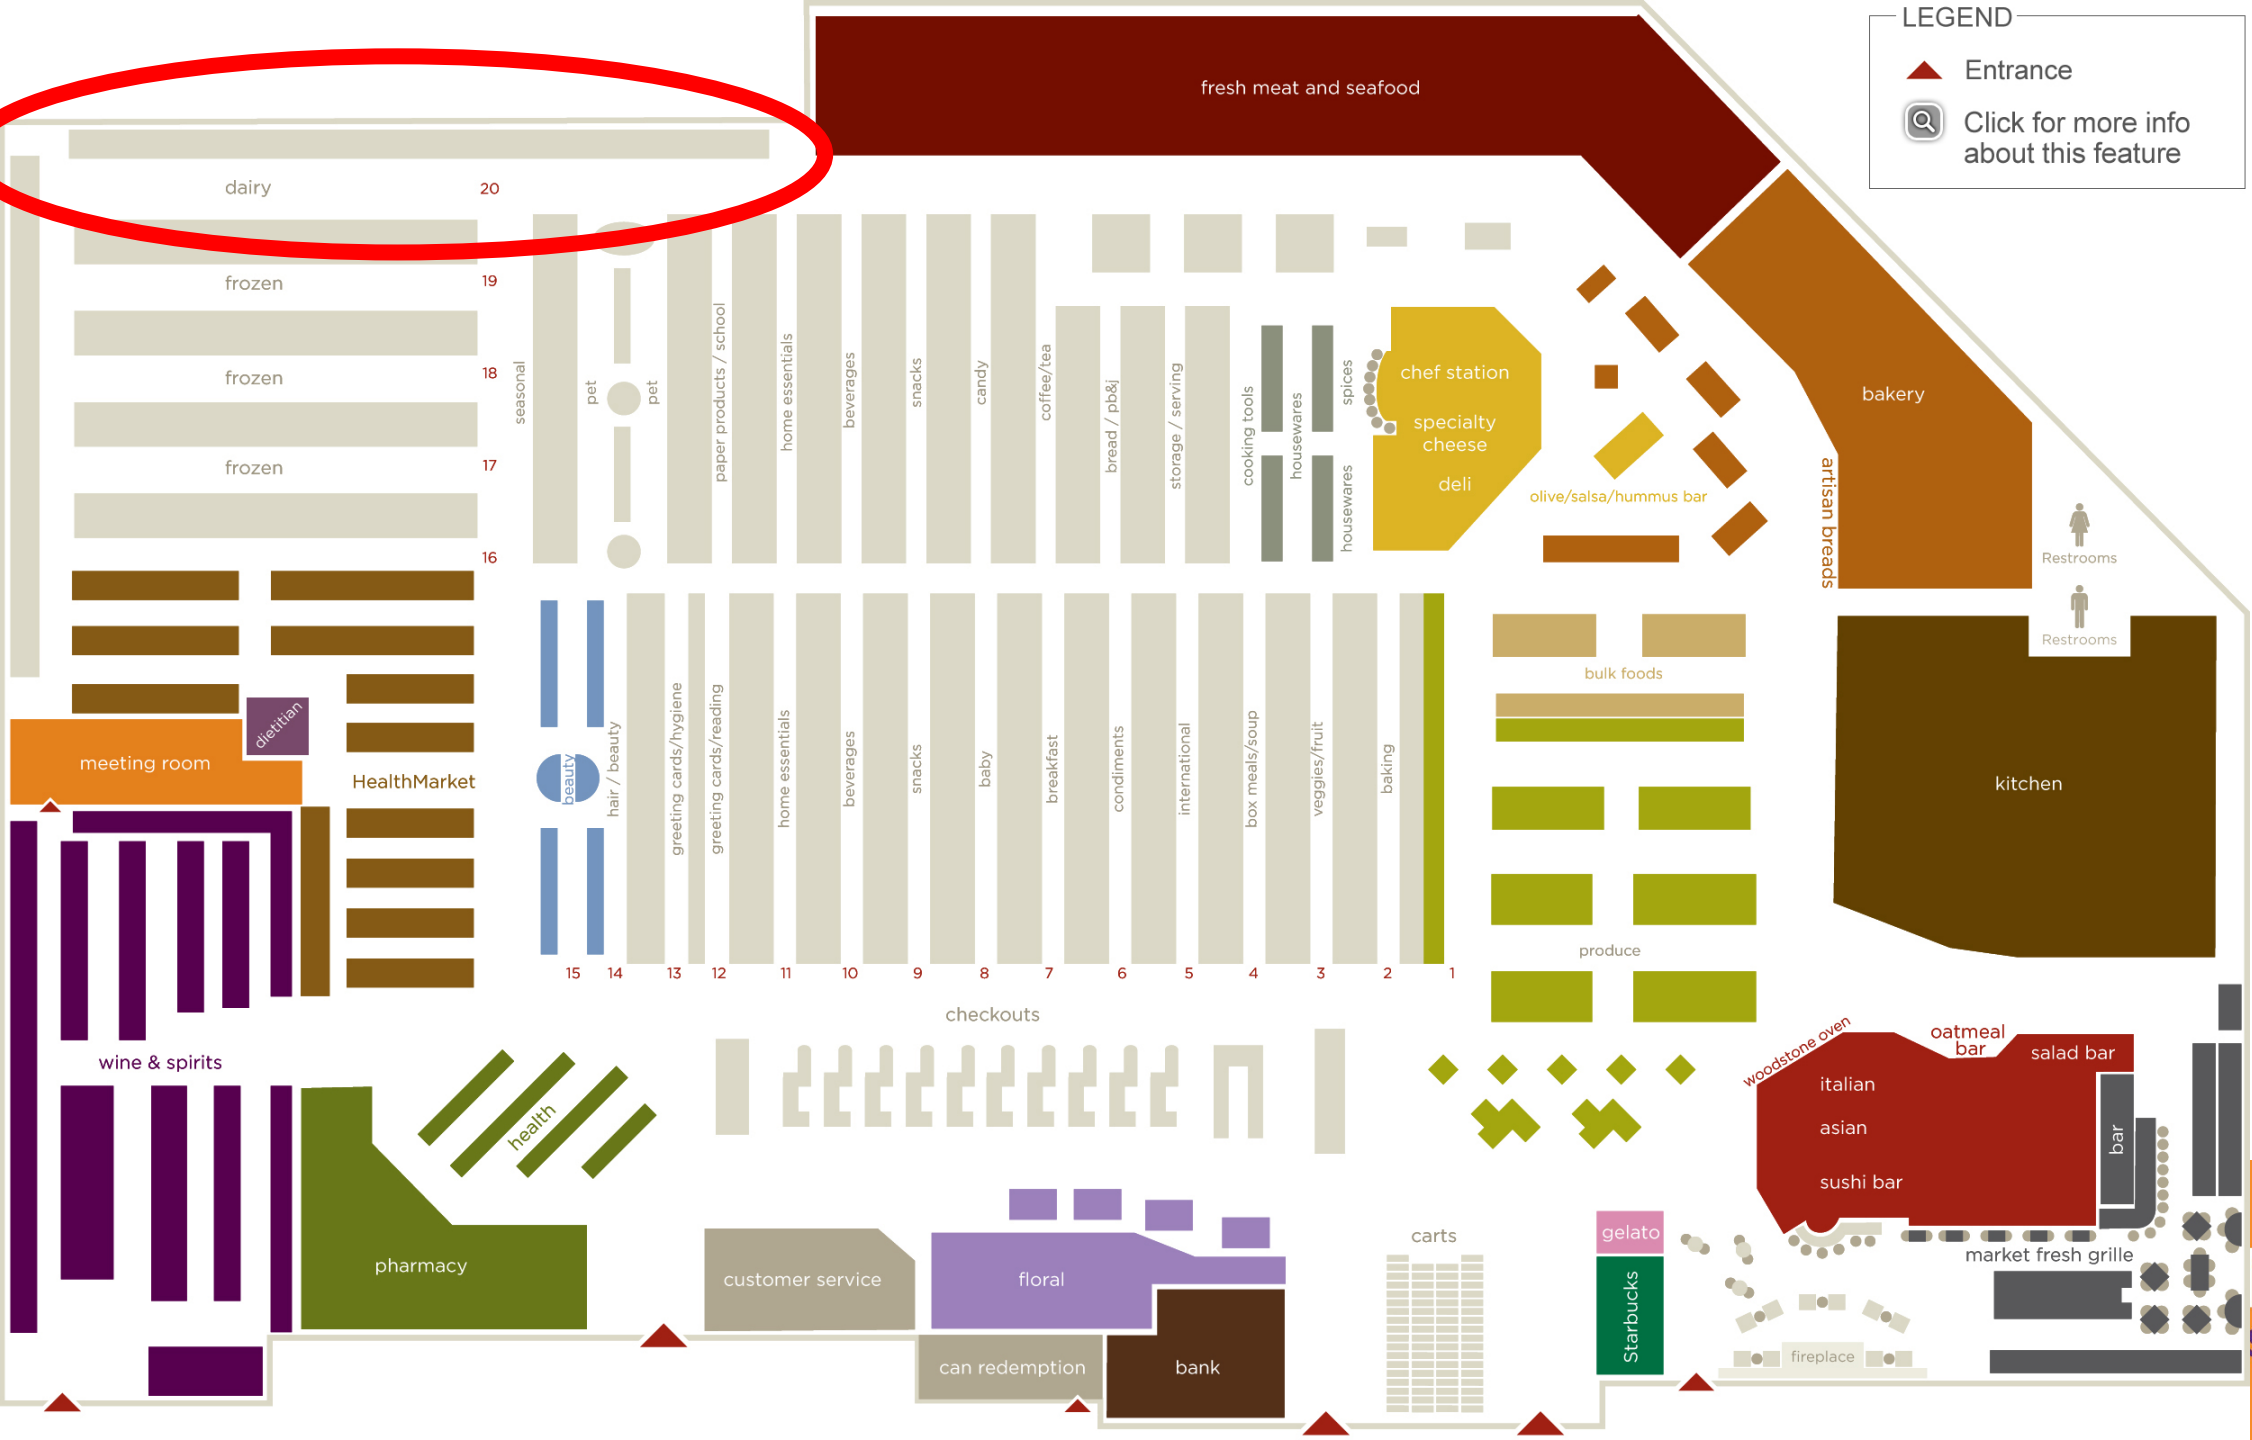 LEGEND
Entrance
Click for more info
about this feature
fresh meat and seafood
dairy
20
frozen
19
frozen
18
frozen
17
16
seasonal
pet
pet
paper products / school
home essentials
beverages
snacks
candy
coffee/tea
bread / pb&j
storage / serving
cooking tools
housewares
spices
housewares
chef station
specialty
cheese
deli
olive/salsa/hummus bar
bakery
artisan breads
Restrooms
Restrooms
bulk foods
kitchen
produce
dietitian
meeting room
HealthMarket
beauty
hair / beauty
greeting cards/hygiene
greeting cards/reading
home essentials
beverages
snacks
baby
breakfast
condiments
international
box meals/soup
veggies/fruit
baking
15
14
13
12
11
10
9
8
7
6
5
4
3
2
1
checkouts
wine & spirits
health
pharmacy
customer service
floral
can redemption
bank
carts
gelato
Starbucks
woodstone oven
oatmeal
bar
salad bar
italian
asian
sushi bar
bar
market fresh grille
fireplace